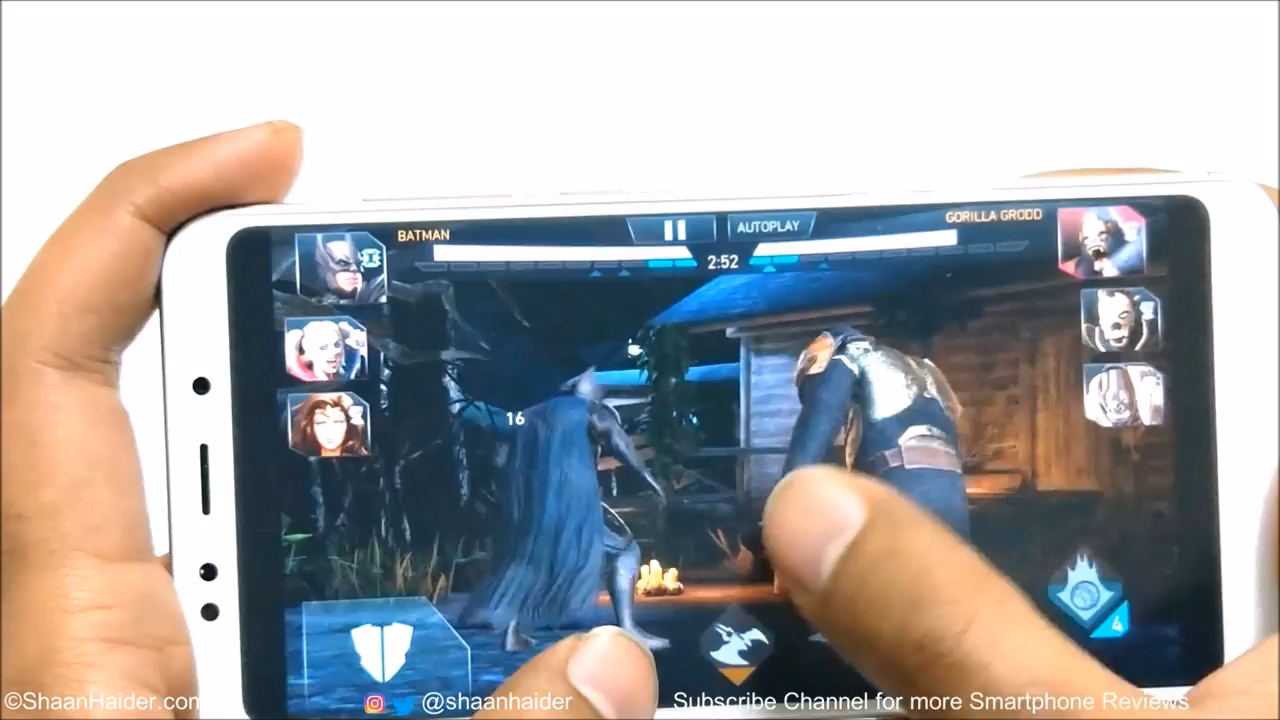 BATMAN
AUTOPLAY
GORILLA GRODD
2:52
16
4
©ShaanHaider.com
@shaanhaider
Subscribe Channel for more Smartphone Reviews